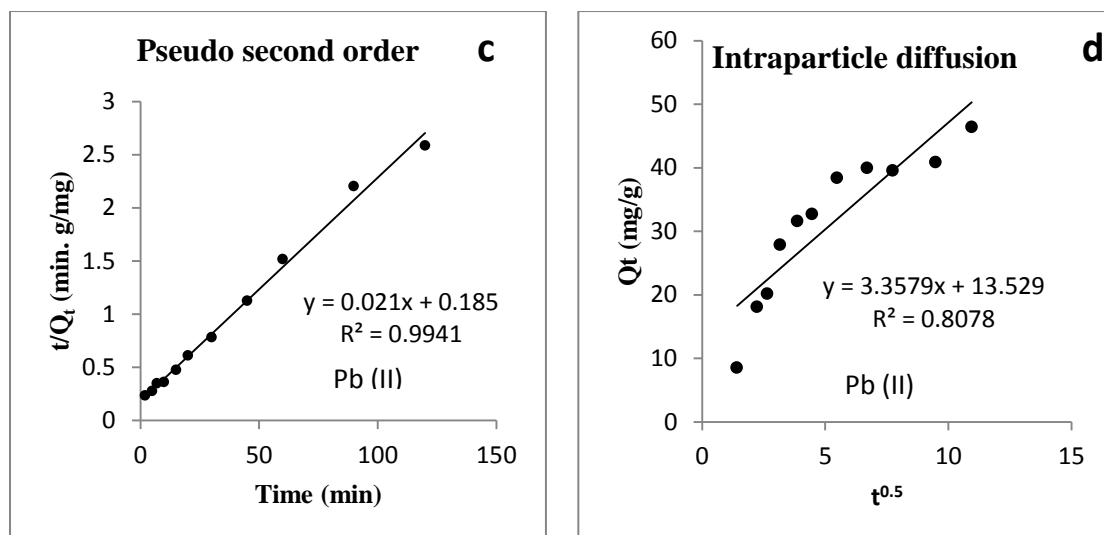 Pseudo second order
c
3
2.5
2
1.5
1
0.5
0
0
50
100
150
t/Qt (min. g/mg)
Time (min)
y = 0.021x + 0.185
R² = 0.9941
Pb (II)
Intraparticle diffusion
d
60
50
40
30
20
10
0
0
5
10
15
Qt (mg/g)
t^0.5
y = 3.3579x + 13.529
R² = 0.8078
Pb (II)